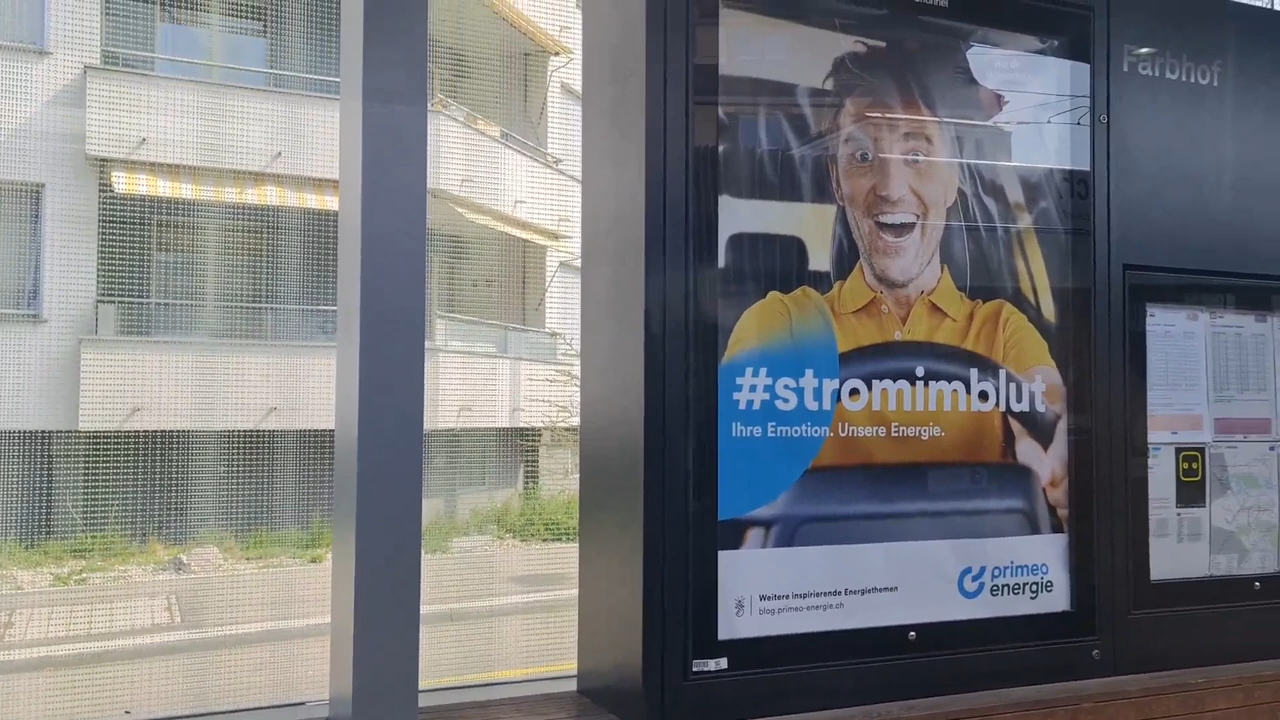 Farbhof
#stromimblut
Ihre Emotion. Unsere Energie.
Weitere inspirierende Energiethemen
blog.primeo-energie.ch
primeo
energie